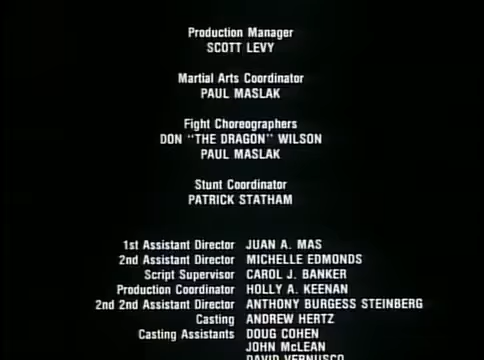 Production Manager
SCOTT LEVY
Martial Arts Coordinator
PAUL MASLAK
Fight Choreographers
DON "THE DRAGON" WILSON
PAUL MASLAK
Stunt Coordinator
PATRICK STATHAM
1st Assistant Director JUAN A. MAS
2nd Assistant Director MICHELLE EDMONDS
Script Supervisor CAROL J. BANKER
Production Coordinator HOLLY A. KEENAN
2nd 2nd Assistant Director ANTHONY BURGESS STEINBERG
Casting ANDREW HERTZ
Casting Assistants DOUG COHEN
JOHN McLEAN
DAVID VERNUSCO